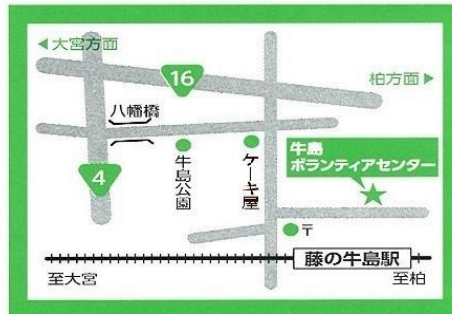 ◀大宮方面
16
柏方面▶
八幡橋
4
牛島公園
ケーキ屋
牛島
ボランティアセンター
〒
藤の牛島駅
至大宮
至柏